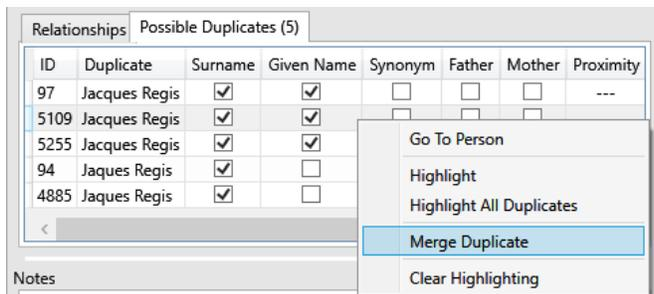 Relationships Possible Duplicates (5)
ID Duplicate Surname Given Name Synonym Father Mother Proximity
97 Jacques Regis ---
5109 Jacques Regis
5255 Jacques Regis
94 Jaques Regis
4885 Jaques Regis
Go To Person
Highlight
Highlight All Duplicates
Merge Duplicate
Clear Highlighting
Notes